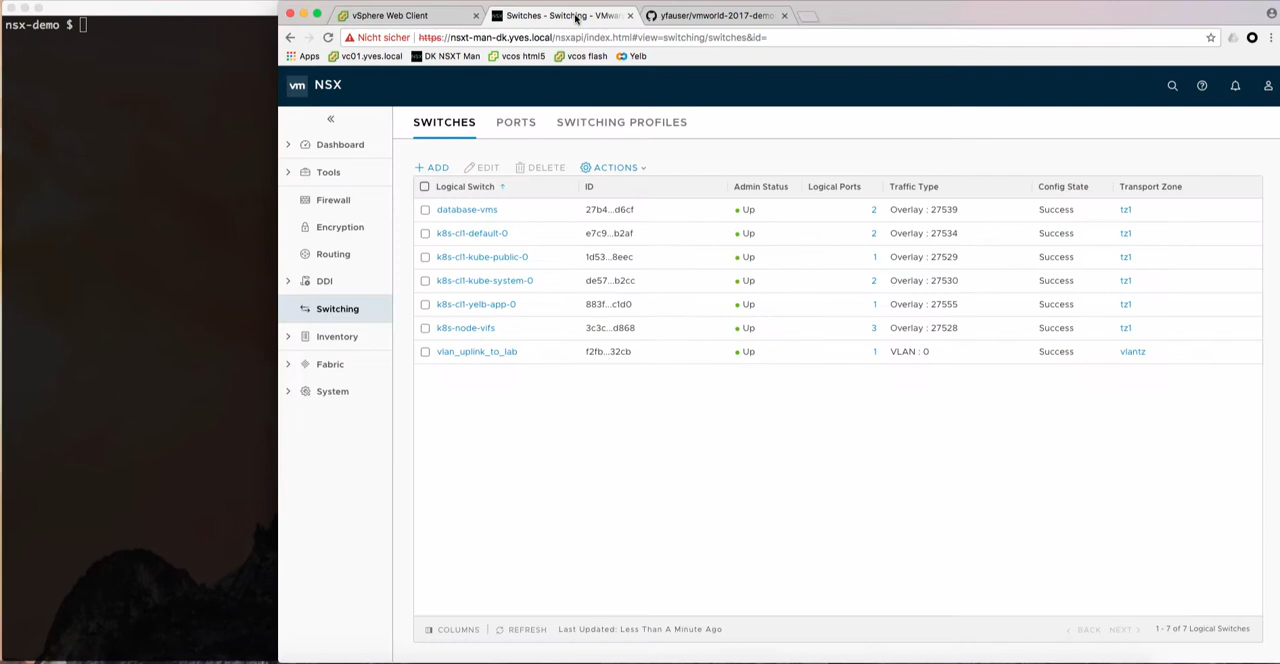 nsx-demo $
vSphere Web Client
Switches - Switching - VMwar
yfauser/vmworld-2017-demo
Nicht sicher https://nsxt-man-dk.yves.local/nsxapi/index.html#view=switching/switches&id=
Apps vc01.yves.local DK NSXT Man vcos html5 vcos flash Yelb
vm NSX
Dashboard
Tools
Firewall
Encryption
Routing
DDI
Switching
Inventory
Fabric
System
SWITCHES PORTS SWITCHING PROFILES
+ ADD EDIT DELETE ACTIONS
Logical Switch ↑ ID Admin Status Logical Ports Traffic Type Config State Transport Zone
database-vms 27b4...d6cf Up 2 Overlay : 27539 Success tz1
k8s-cl1-default-0 e7c9...b2af Up 2 Overlay : 27534 Success tz1
k8s-cl1-kube-public-0 1d53...8eec Up 1 Overlay : 27529 Success tz1
k8s-cl1-kube-system-0 de57...b2cc Up 2 Overlay : 27530 Success tz1
k8s-cl1-yelb-app-0 883f...c1d0 Up 1 Overlay : 27555 Success tz1
k8s-node-vifs 3c3c...d868 Up 3 Overlay : 27528 Success tz1
vlan_uplink_to_lab f2fb...32cb Up 1 VLAN : 0 Success vlantz
COLUMNS REFRESH Last Updated: Less Than A Minute Ago BACK NEXT 1 - 7 of 7 Logical Switches